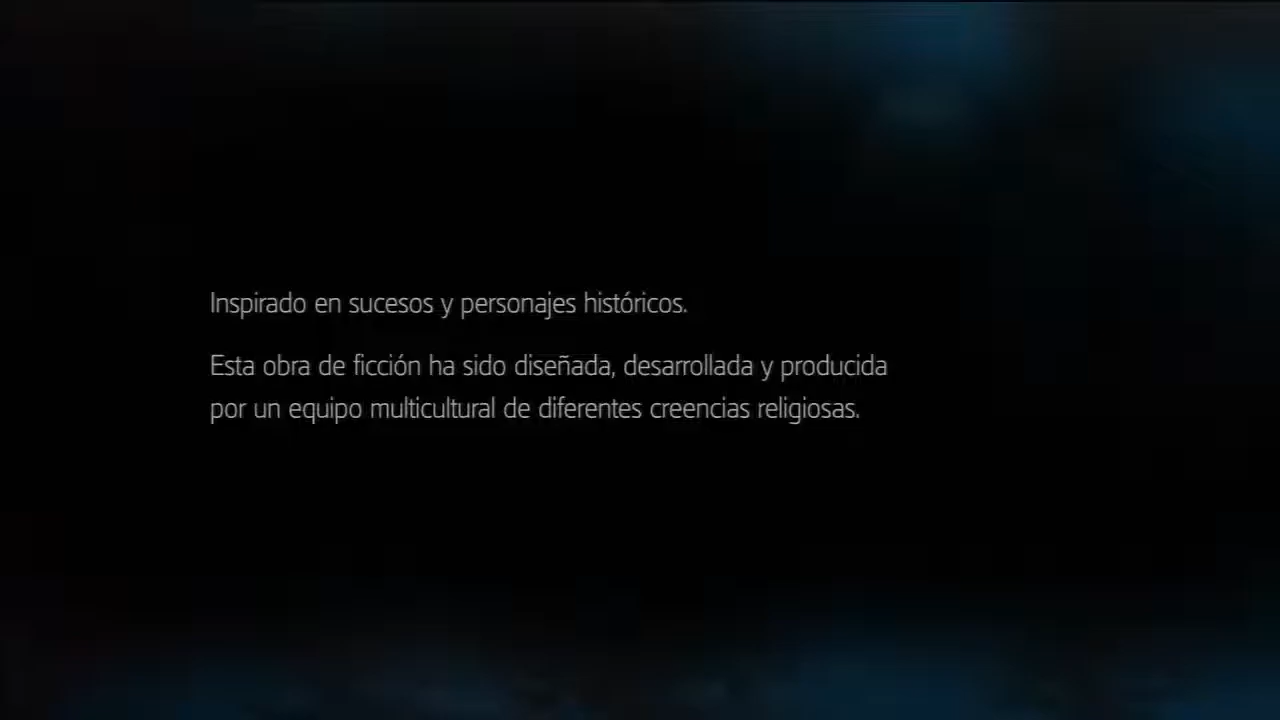 Inspirado en sucesos y personajes históricos.
Esta obra de ficción ha sido diseñada, desarrollada y producida
por un equipo multicultural de diferentes creencias religiosas.